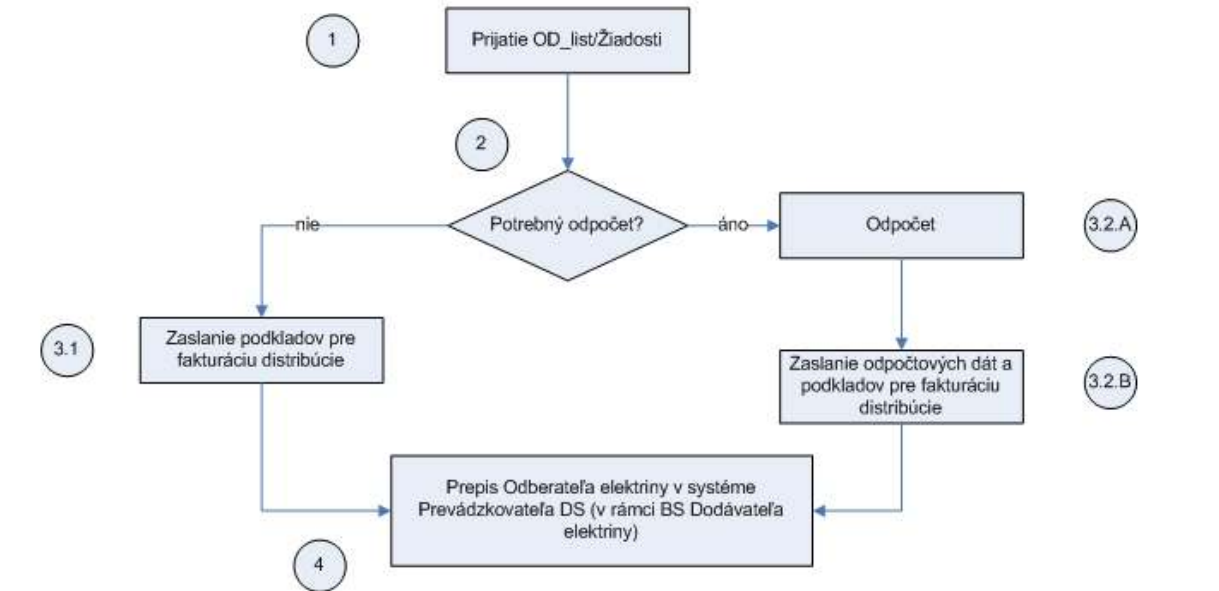 1
Prijatie OD_list/Žiadosti
2
Potrebný odpočet?
nie
áno
Odpočet
3.2.A
3.1
Zaslanie podkladov pre
fakturáciu distribúcie
Zaslanie odpočtových dát a
podkladov pre fakturáciu
distribúcie
3.2.B
Prepis Odberateľa elektriny v systéme
Prevádzkovateľa DS (v rámci BS Dodávateľa
elektriny)
4